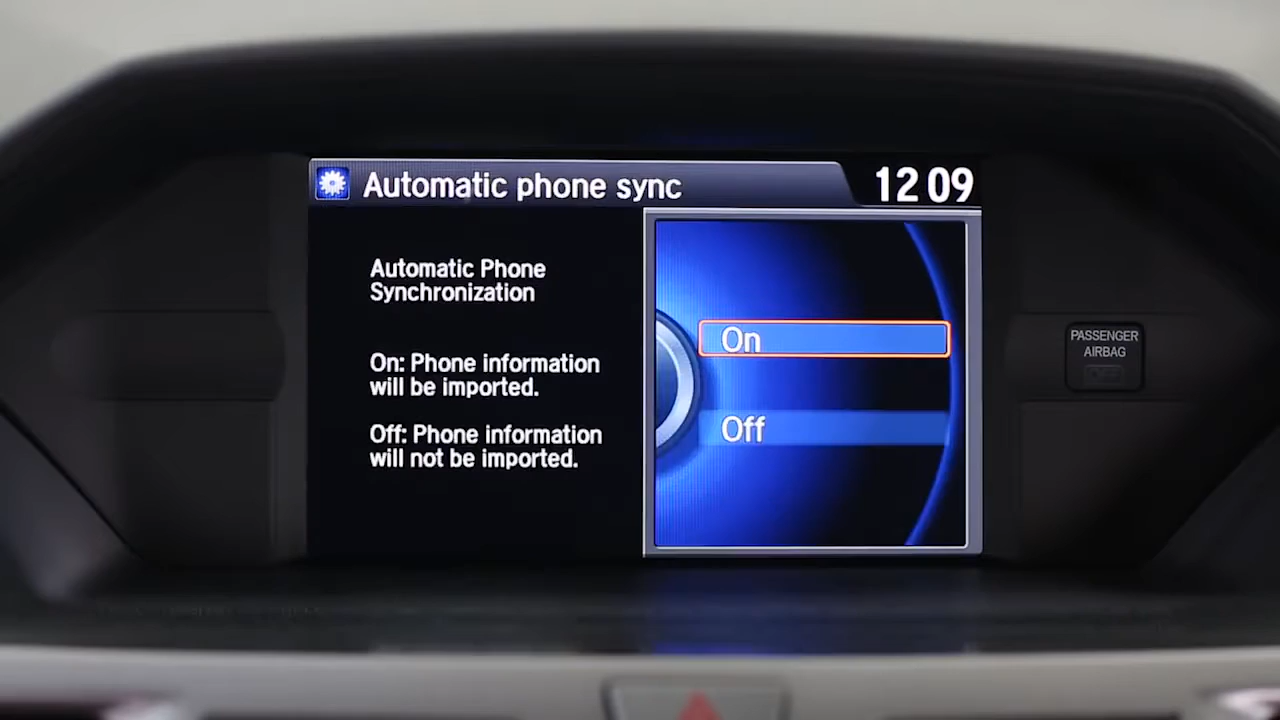 Automatic phone sync
12 09
Automatic Phone
Synchronization
On: Phone information
will be imported.
Off: Phone information
will not be imported.
On
Off
PASSENGER
AIRBAG